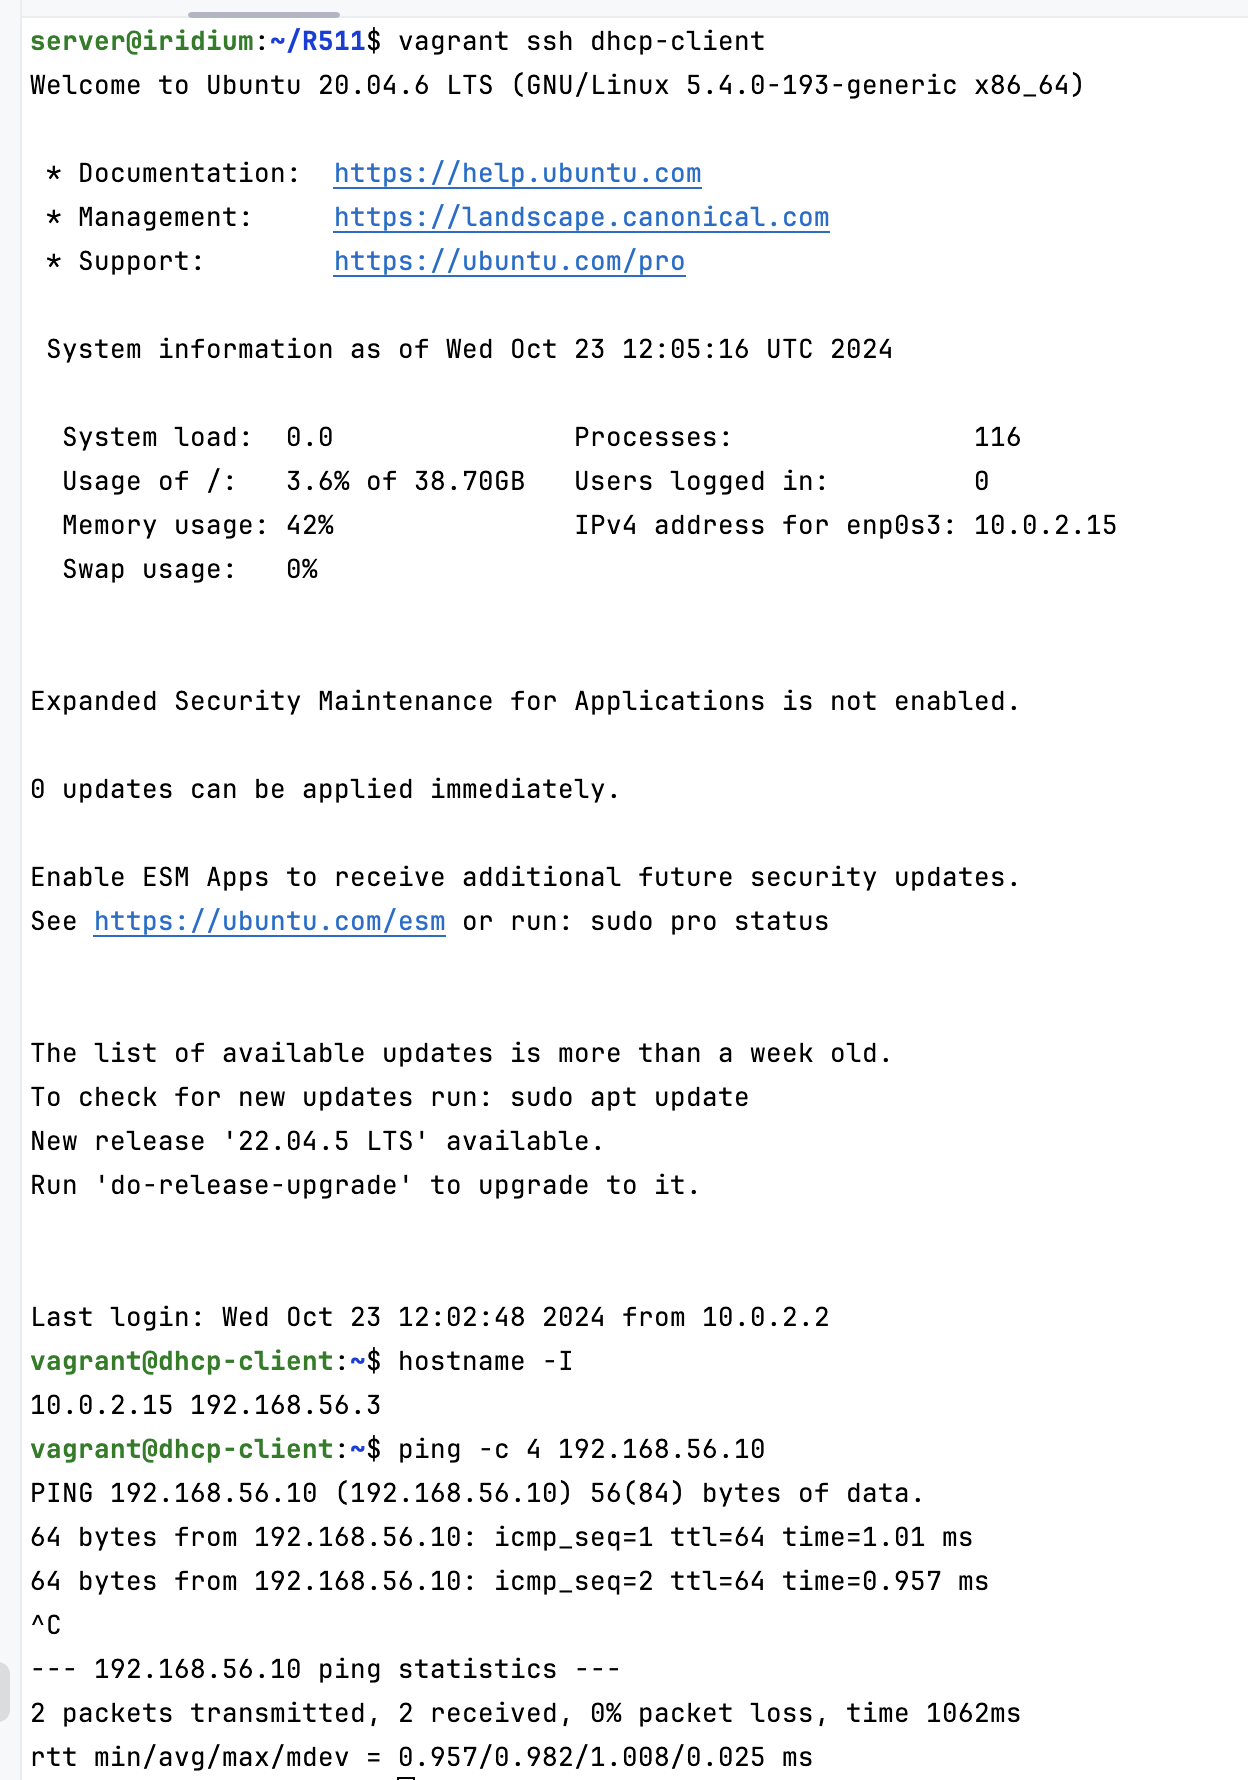 server@iridium:~/R511$ vagrant ssh dhcp-client
Welcome to Ubuntu 20.04.6 LTS (GNU/Linux 5.4.0-193-generic x86_64)

 * Documentation:  https://help.ubuntu.com
 * Management:     https://landscape.canonical.com
 * Support:        https://ubuntu.com/pro

 System information as of Wed Oct 23 12:05:16 UTC 2024

  System load:  0.0               Processes:               116
  Usage of /:   3.6% of 38.70GB   Users logged in:         0
  Memory usage: 42%               IPv4 address for enp0s3: 10.0.2.15
  Swap usage:   0%


Expanded Security Maintenance for Applications is not enabled.

0 updates can be applied immediately.

Enable ESM Apps to receive additional future security updates.
See https://ubuntu.com/esm or run: sudo pro status


The list of available updates is more than a week old.
To check for new updates run: sudo apt update
New release '22.04.5 LTS' available.
Run 'do-release-upgrade' to upgrade to it.


Last login: Wed Oct 23 12:02:48 2024 from 10.0.2.2
vagrant@dhcp-client:~$ hostname -I
10.0.2.15 192.168.56.3
vagrant@dhcp-client:~$ ping -c 4 192.168.56.10
PING 192.168.56.10 (192.168.56.10) 56(84) bytes of data.
64 bytes from 192.168.56.10: icmp_seq=1 ttl=64 time=1.01 ms
64 bytes from 192.168.56.10: icmp_seq=2 ttl=64 time=0.957 ms
^C
--- 192.168.56.10 ping statistics ---
2 packets transmitted, 2 received, 0% packet loss, time 1062ms
rtt min/avg/max/mdev = 0.957/0.982/1.008/0.025 ms